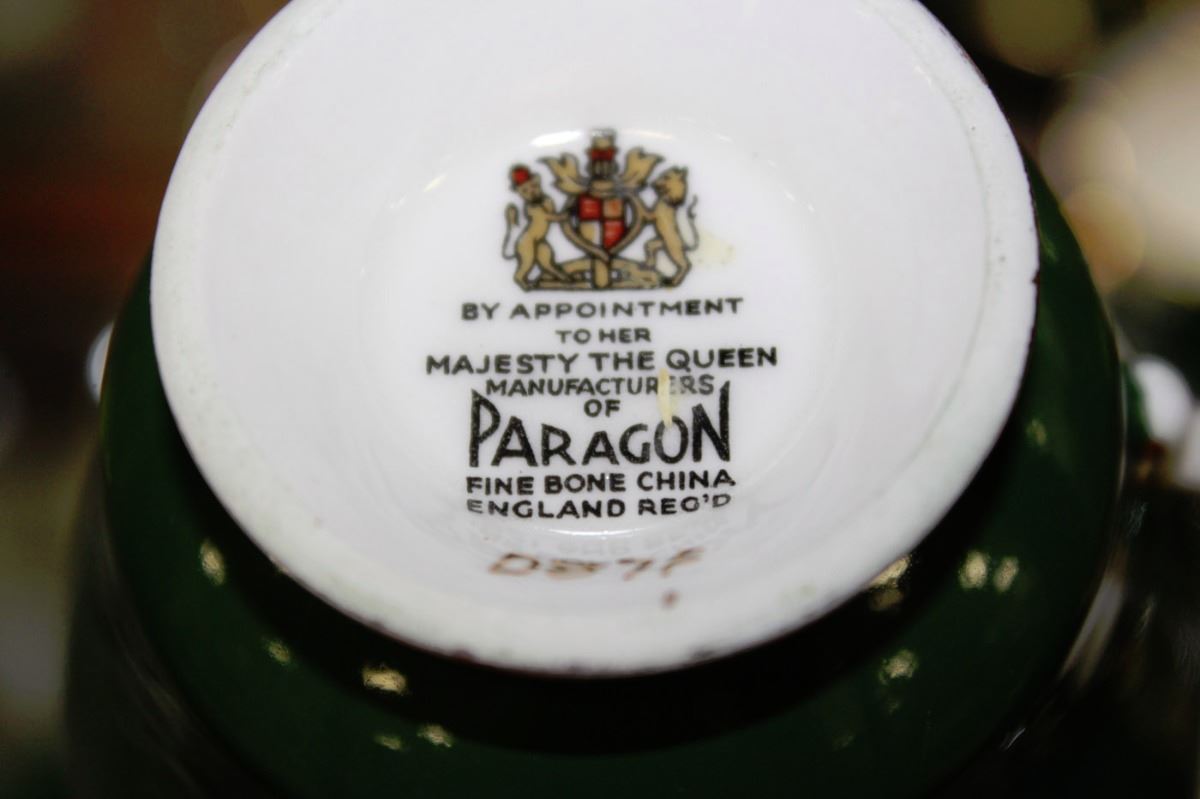 BY APPOINTMENT
TO HER
MAJESTY THE QUEEN
MANUFACTURERS
OF
PARAGON
FINE BONE CHINA
ENGLAND REG'D